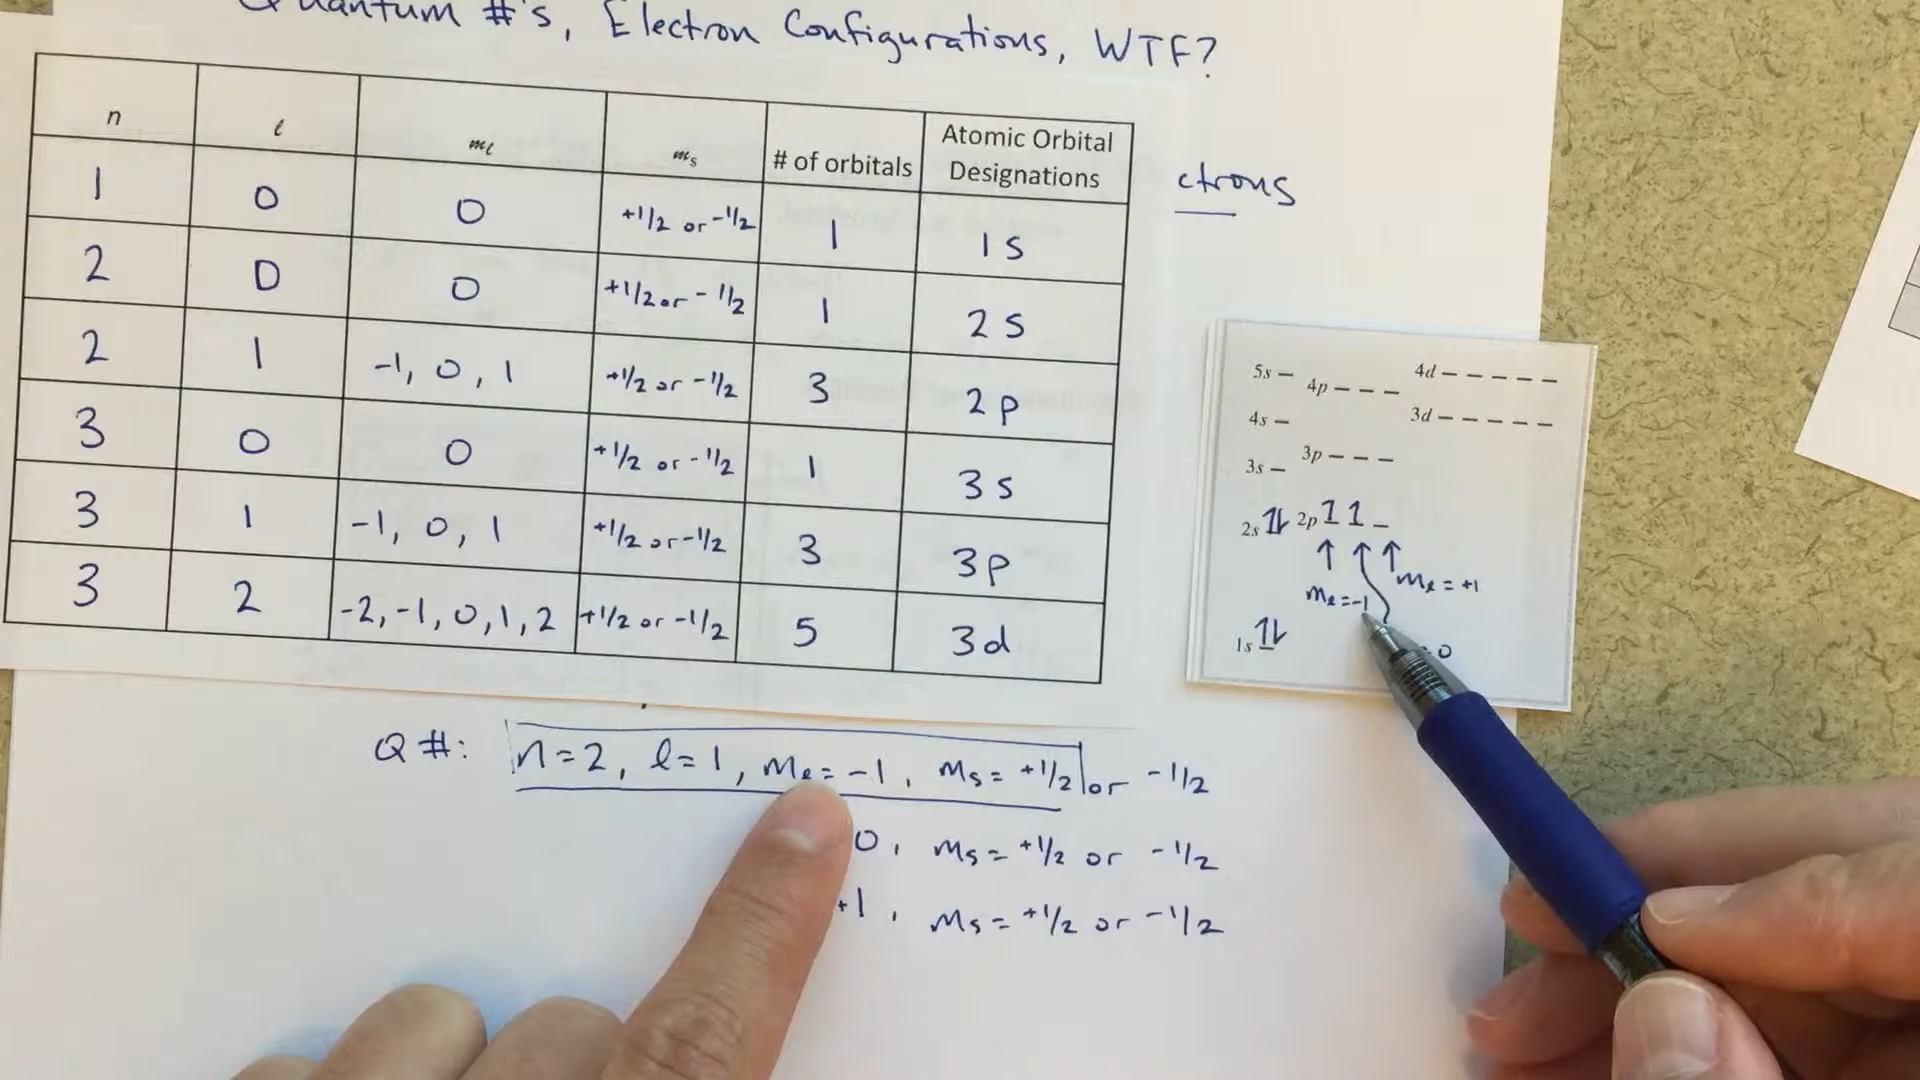 Quantum #'s, Electron Configurations, WTF?
n ℓ mℓ ms # of orbitals Atomic Orbital Designations
1 0 0 +1/2 or -1/2 1 1s
2 0 0 +1/2 or - 1/2 1 2s
2 1 -1, 0, 1 +1/2 or -1/2 3 2p
3 0 0 +1/2 or -1/2 1 3s
3 1 -1, 0, 1 +1/2 or -1/2 3 3p
3 2 -2, -1, 0, 1, 2 +1/2 or -1/2 5 3d
ctrons
5s 4p 4d
4s 3d
3s 3p
2s 1⇂ 2p 1 1
mℓ = +1
mℓ = -1
0
1s 1⇂
Q #: n = 2, ℓ = 1, mℓ = -1, ms = +1/2 or -1/2
0, ms = +1/2 or -1/2
+1, ms = +1/2 or -1/2